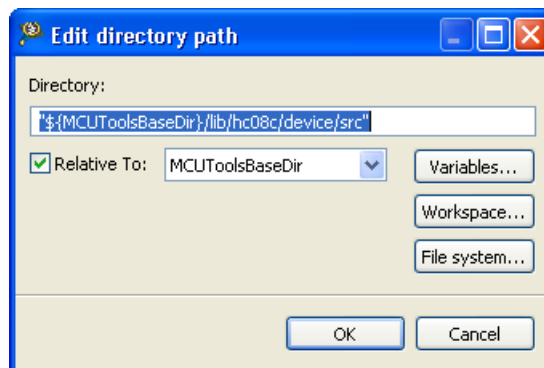 Edit directory path
Directory:
"${MCUToolsBaseDir}/lib/hc08c/device/src"
Relative To: MCUToolsBaseDir Variables...
Workspace...
File system...
OK Cancel